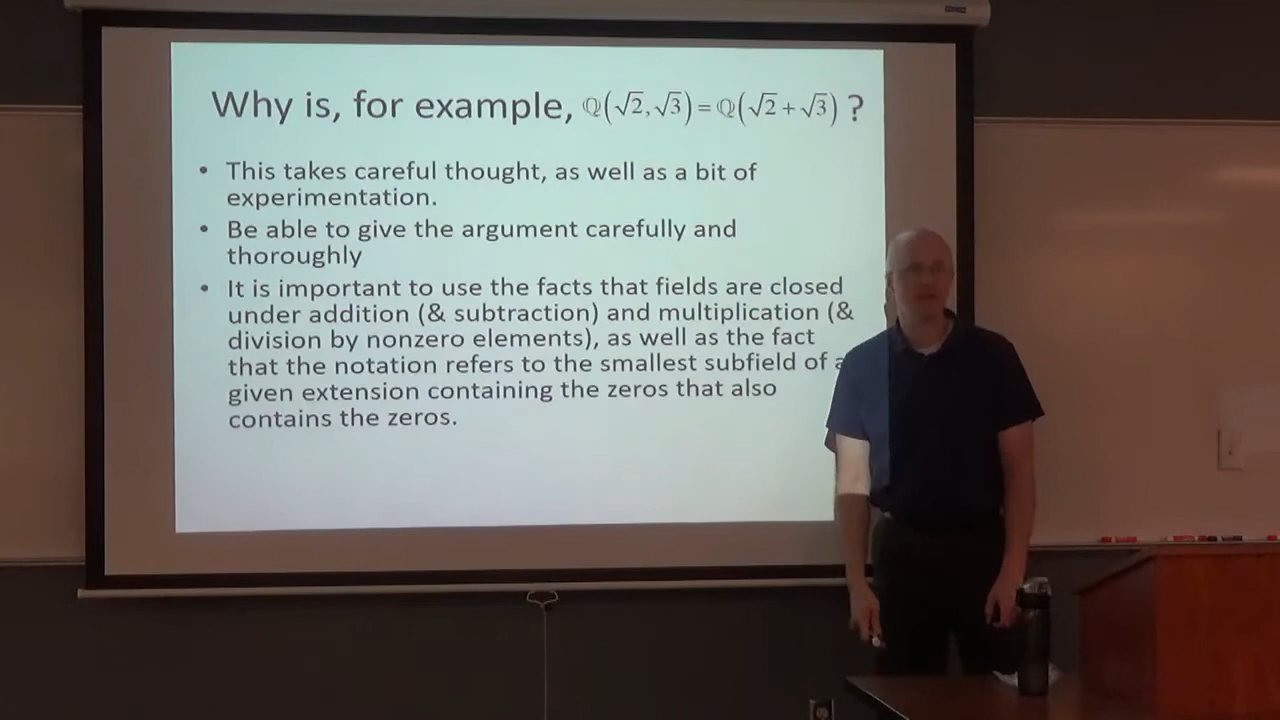 Why is, for example, ℚ(√2, √3) = ℚ(√2 + √3) ?
• This takes careful thought, as well as a bit of
experimentation.
• Be able to give the argument carefully and
thoroughly
• It is important to use the facts that fields are closed
under addition (& subtraction) and multiplication (&
division by nonzero elements), as well as the fact
that the notation refers to the smallest subfield of a
given extension containing the zeros that also
contains the zeros.